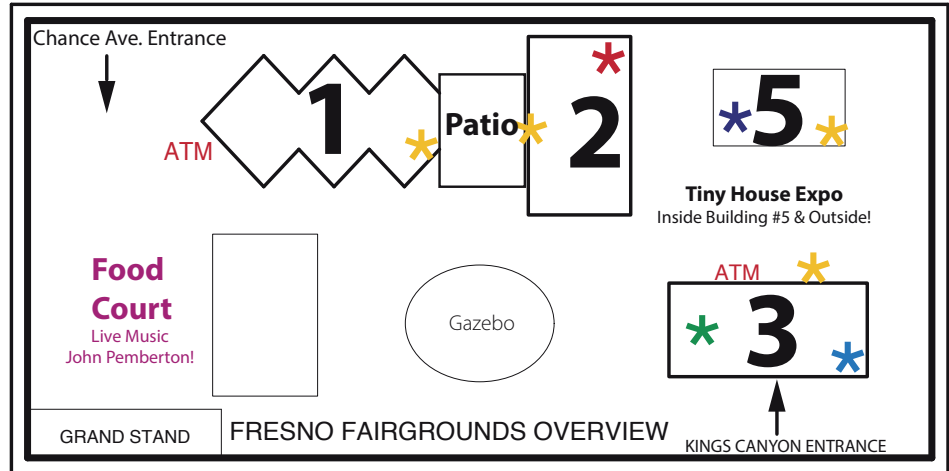 Chance Ave. Entrance
ATM
1
Patio
2
5
Tiny House Expo
Inside Building #5 & Outside!
Food
Court
Live Music
John Pemberton!
Gazebo
ATM
3
GRAND STAND
FRESNO FAIRGROUNDS OVERVIEW
KINGS CANYON ENTRANCE